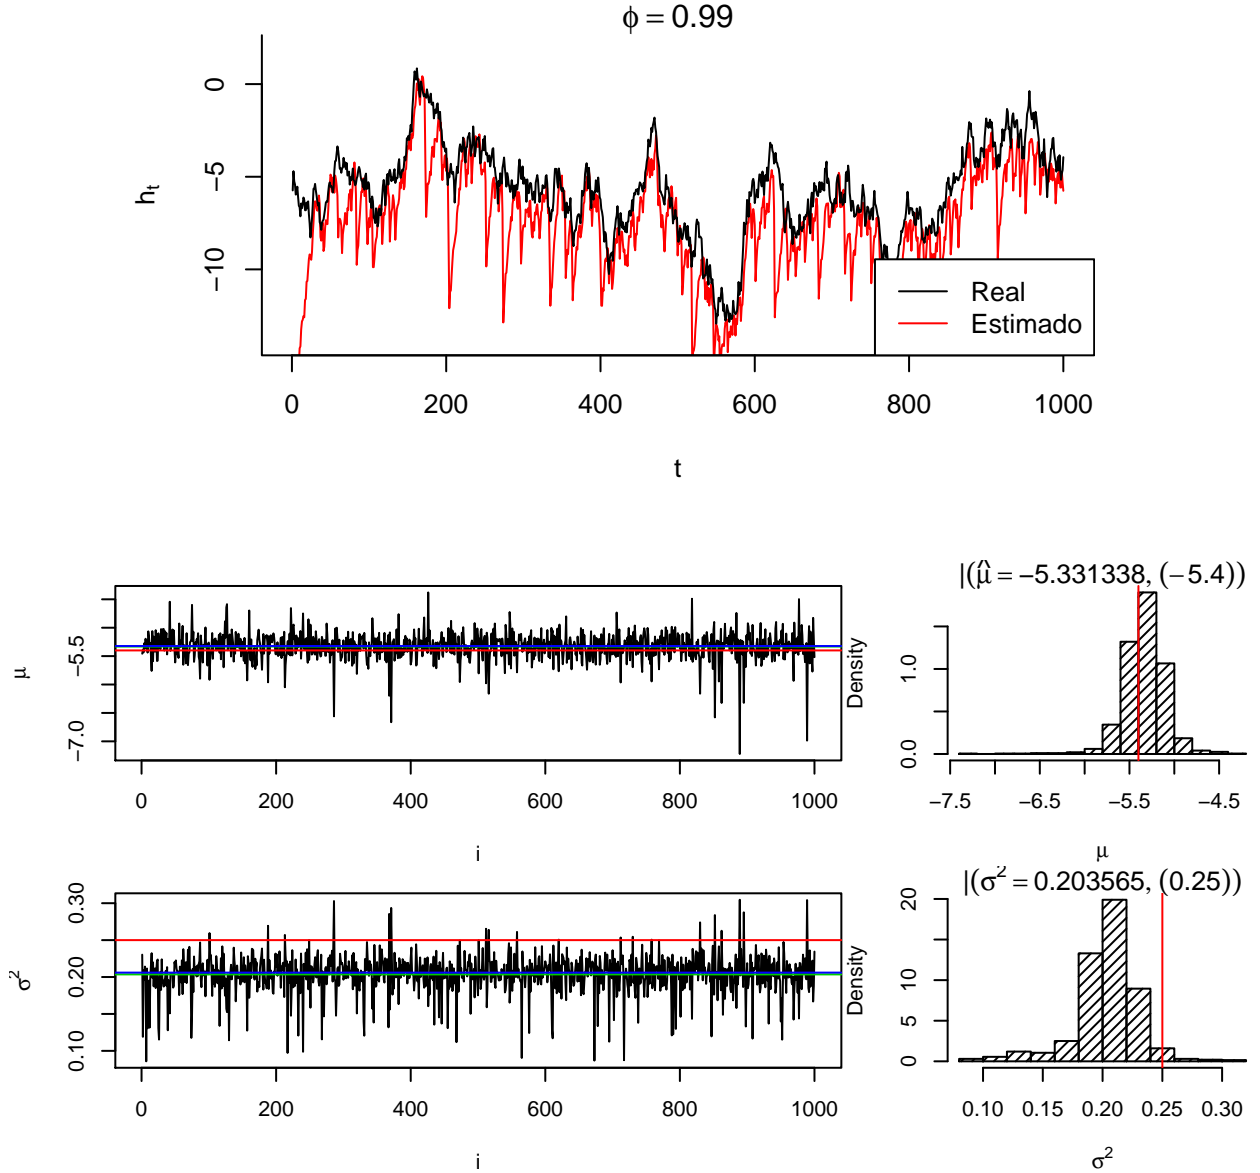 ϕ = 0.99
h_t
0
−5
−10
Real
Estimado
0 200 400 600 800 1000
t
μ
−5.5
−7.0
0 200 400 600 800 1000
i
|(μ̂ = −5.331338, (−5.4))
Density
0.0 1.0
−7.5 −6.5 −5.5 −4.5
μ
σ²
0.10 0.20 0.30
0 200 400 600 800 1000
i
|(σ² = 0.203565, (0.25))
Density
0 5 10 20
0.10 0.15 0.20 0.25 0.30
σ²